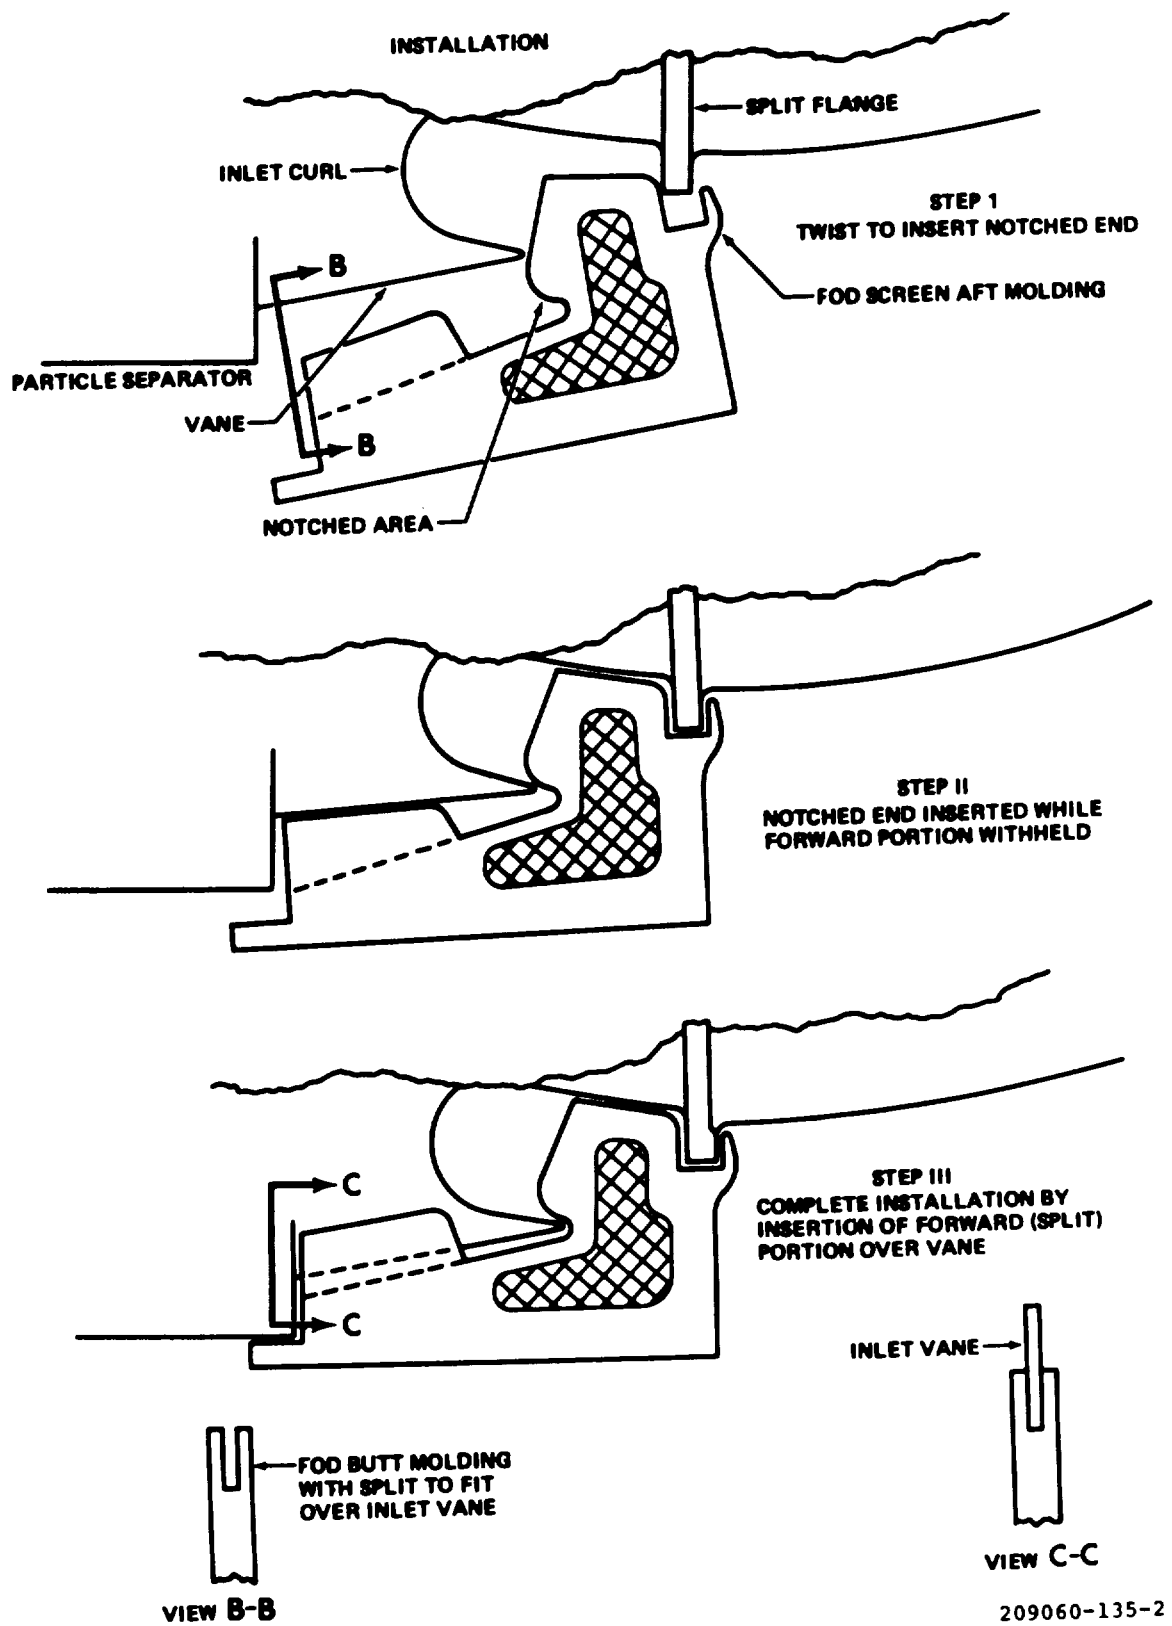 INSTALLATION
SPLIT FLANGE
INLET CURL
STEP 1
TWIST TO INSERT NOTCHED END
B
FOD SCREEN AFT MOLDING
PARTICLE SEPARATOR
VANE
B
NOTCHED AREA
STEP II
NOTCHED END INSERTED WHILE
FORWARD PORTION WITHHELD
STEP III
COMPLETE INSTALLATION BY
INSERTION OF FORWARD (SPLIT)
PORTION OVER VANE
C
C
INLET VANE
FOD BUTT MOLDING
WITH SPLIT TO FIT
OVER INLET VANE
VIEW C-C
VIEW B-B
209060-135-2